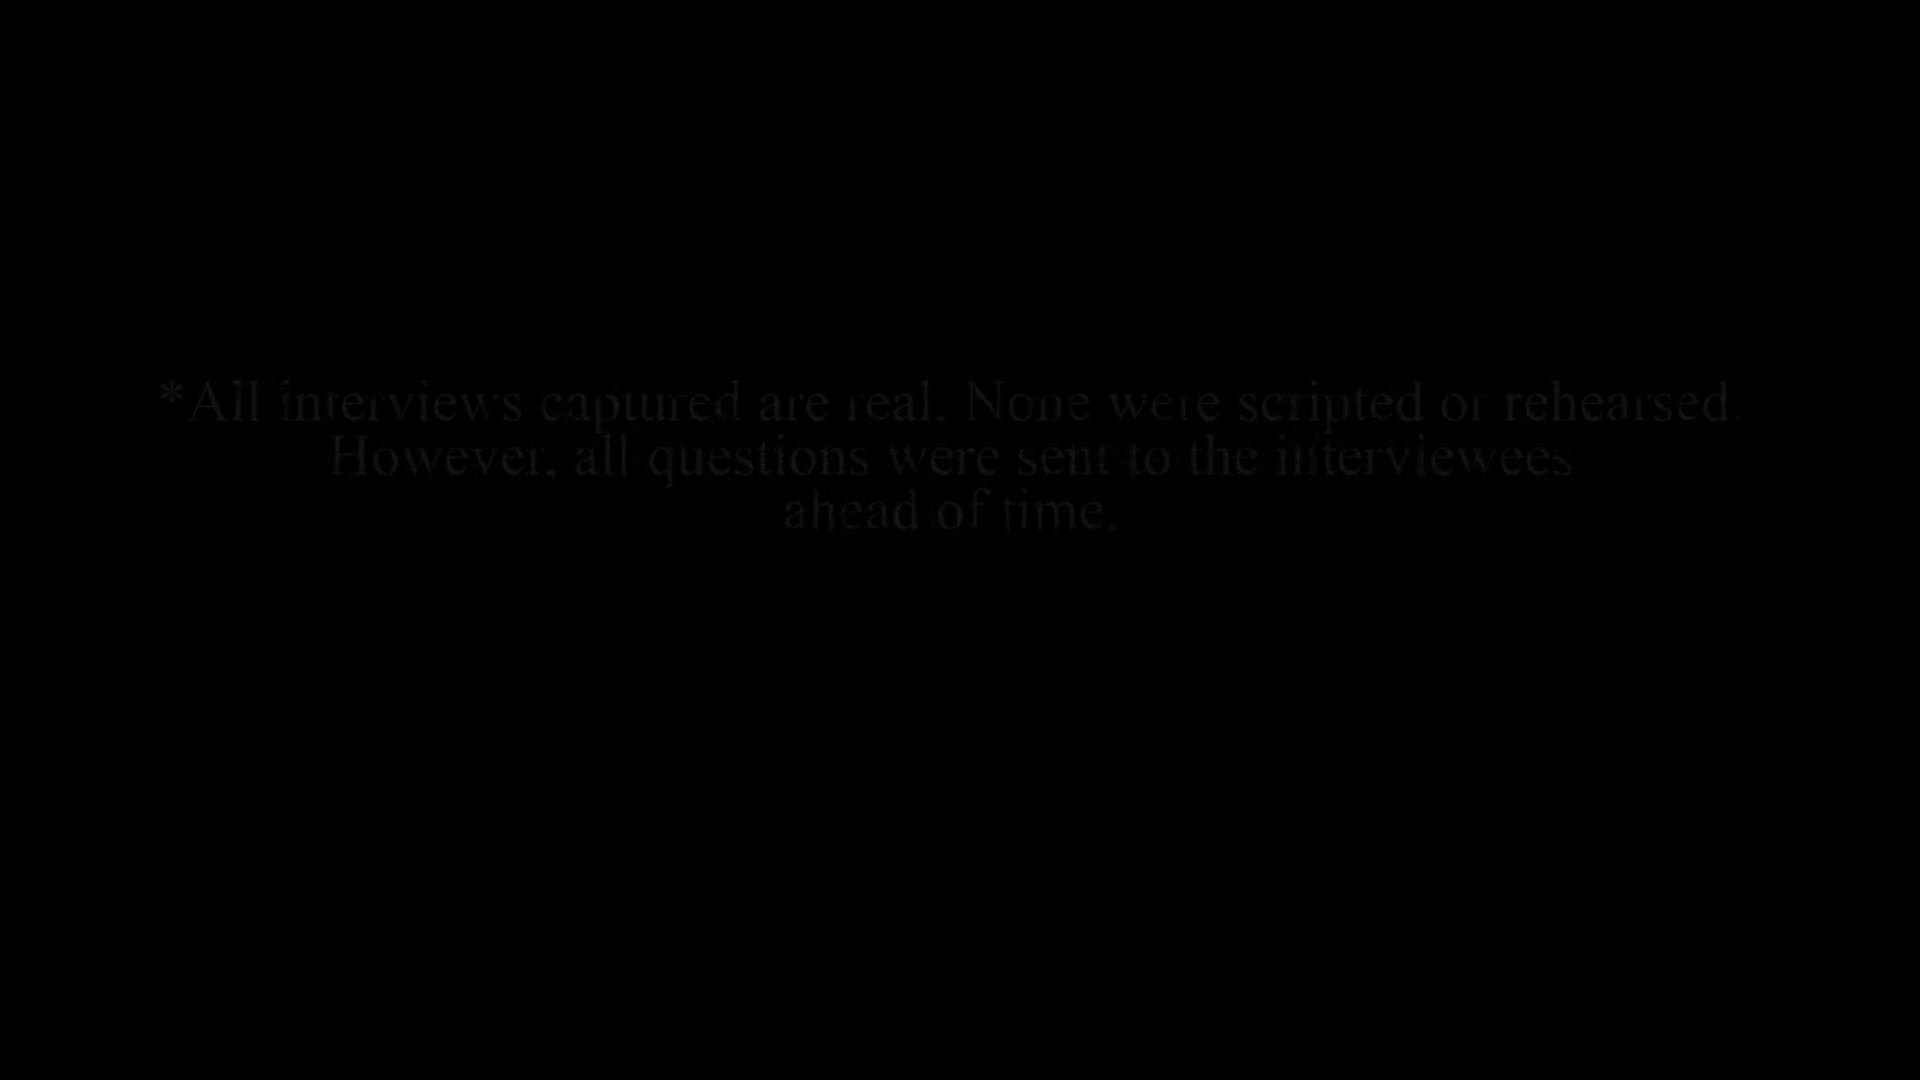 *All interviews captured are real. None were scripted or rehearsed.
However, all questions were sent to the interviewees
ahead of time.